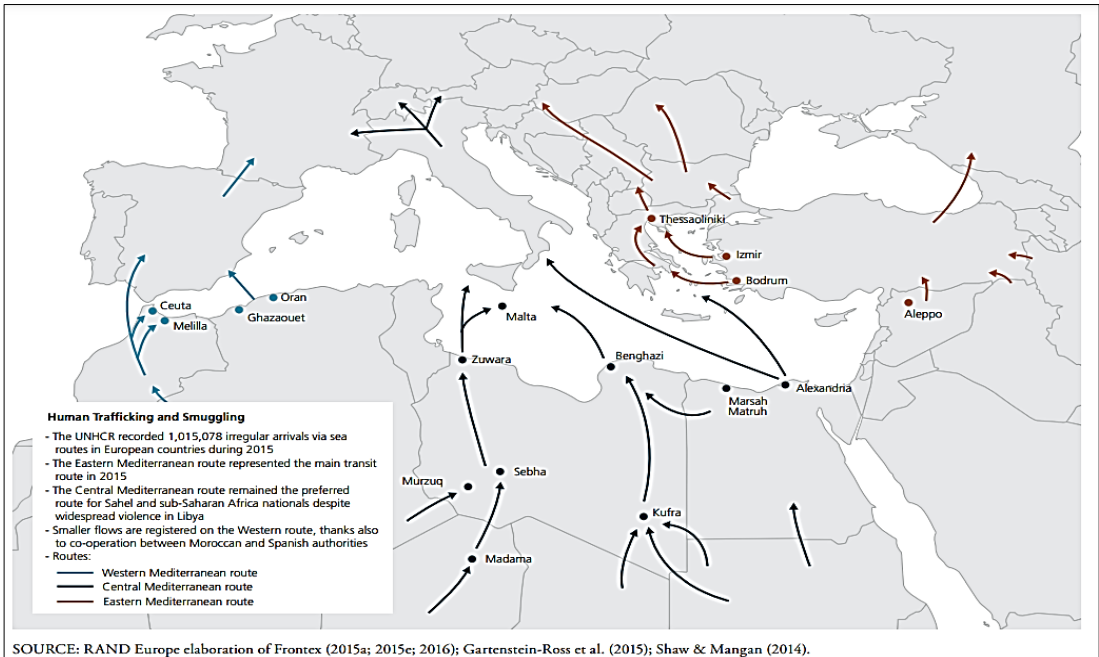 Thessaoliniki
Izmir
Bodrum
Aleppo
Ceuta
Melilla
Oran
Ghazaouet
Malta
Zuwara
Benghazi
Alexandria
Marsah
Matruh
Murzuq
Sebha
Kufra
Madama
Human Trafficking and Smuggling
- The UNHCR recorded 1,015,078 irregular arrivals via sea
routes in European countries during 2015
- The Eastern Mediterranean route represented the main transit
route in 2015
- The Central Mediterranean route remained the preferred
route for Sahel and sub-Saharan Africa nationals despite
widespread violence in Libya
- Smaller flows are registered on the Western route, thanks also
to co-operation between Moroccan and Spanish authorities
- Routes:
Western Mediterranean route
Central Mediterranean route
Eastern Mediterranean route
SOURCE: RAND Europe elaboration of Frontex (2015a; 2015e; 2016); Gartenstein-Ross et al. (2015); Shaw & Mangan (2014).